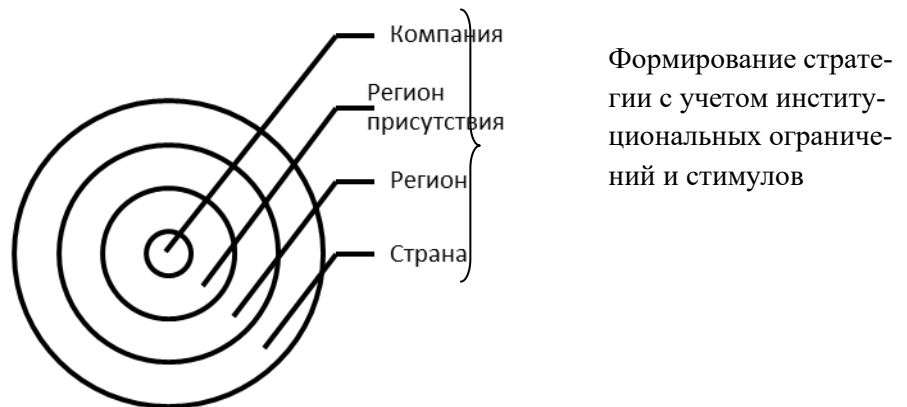 Компания
Регион
присутствия
Регион
Страна
Формирование страте-
гии с учетом институ-
циональных ограниче-
ний и стимулов